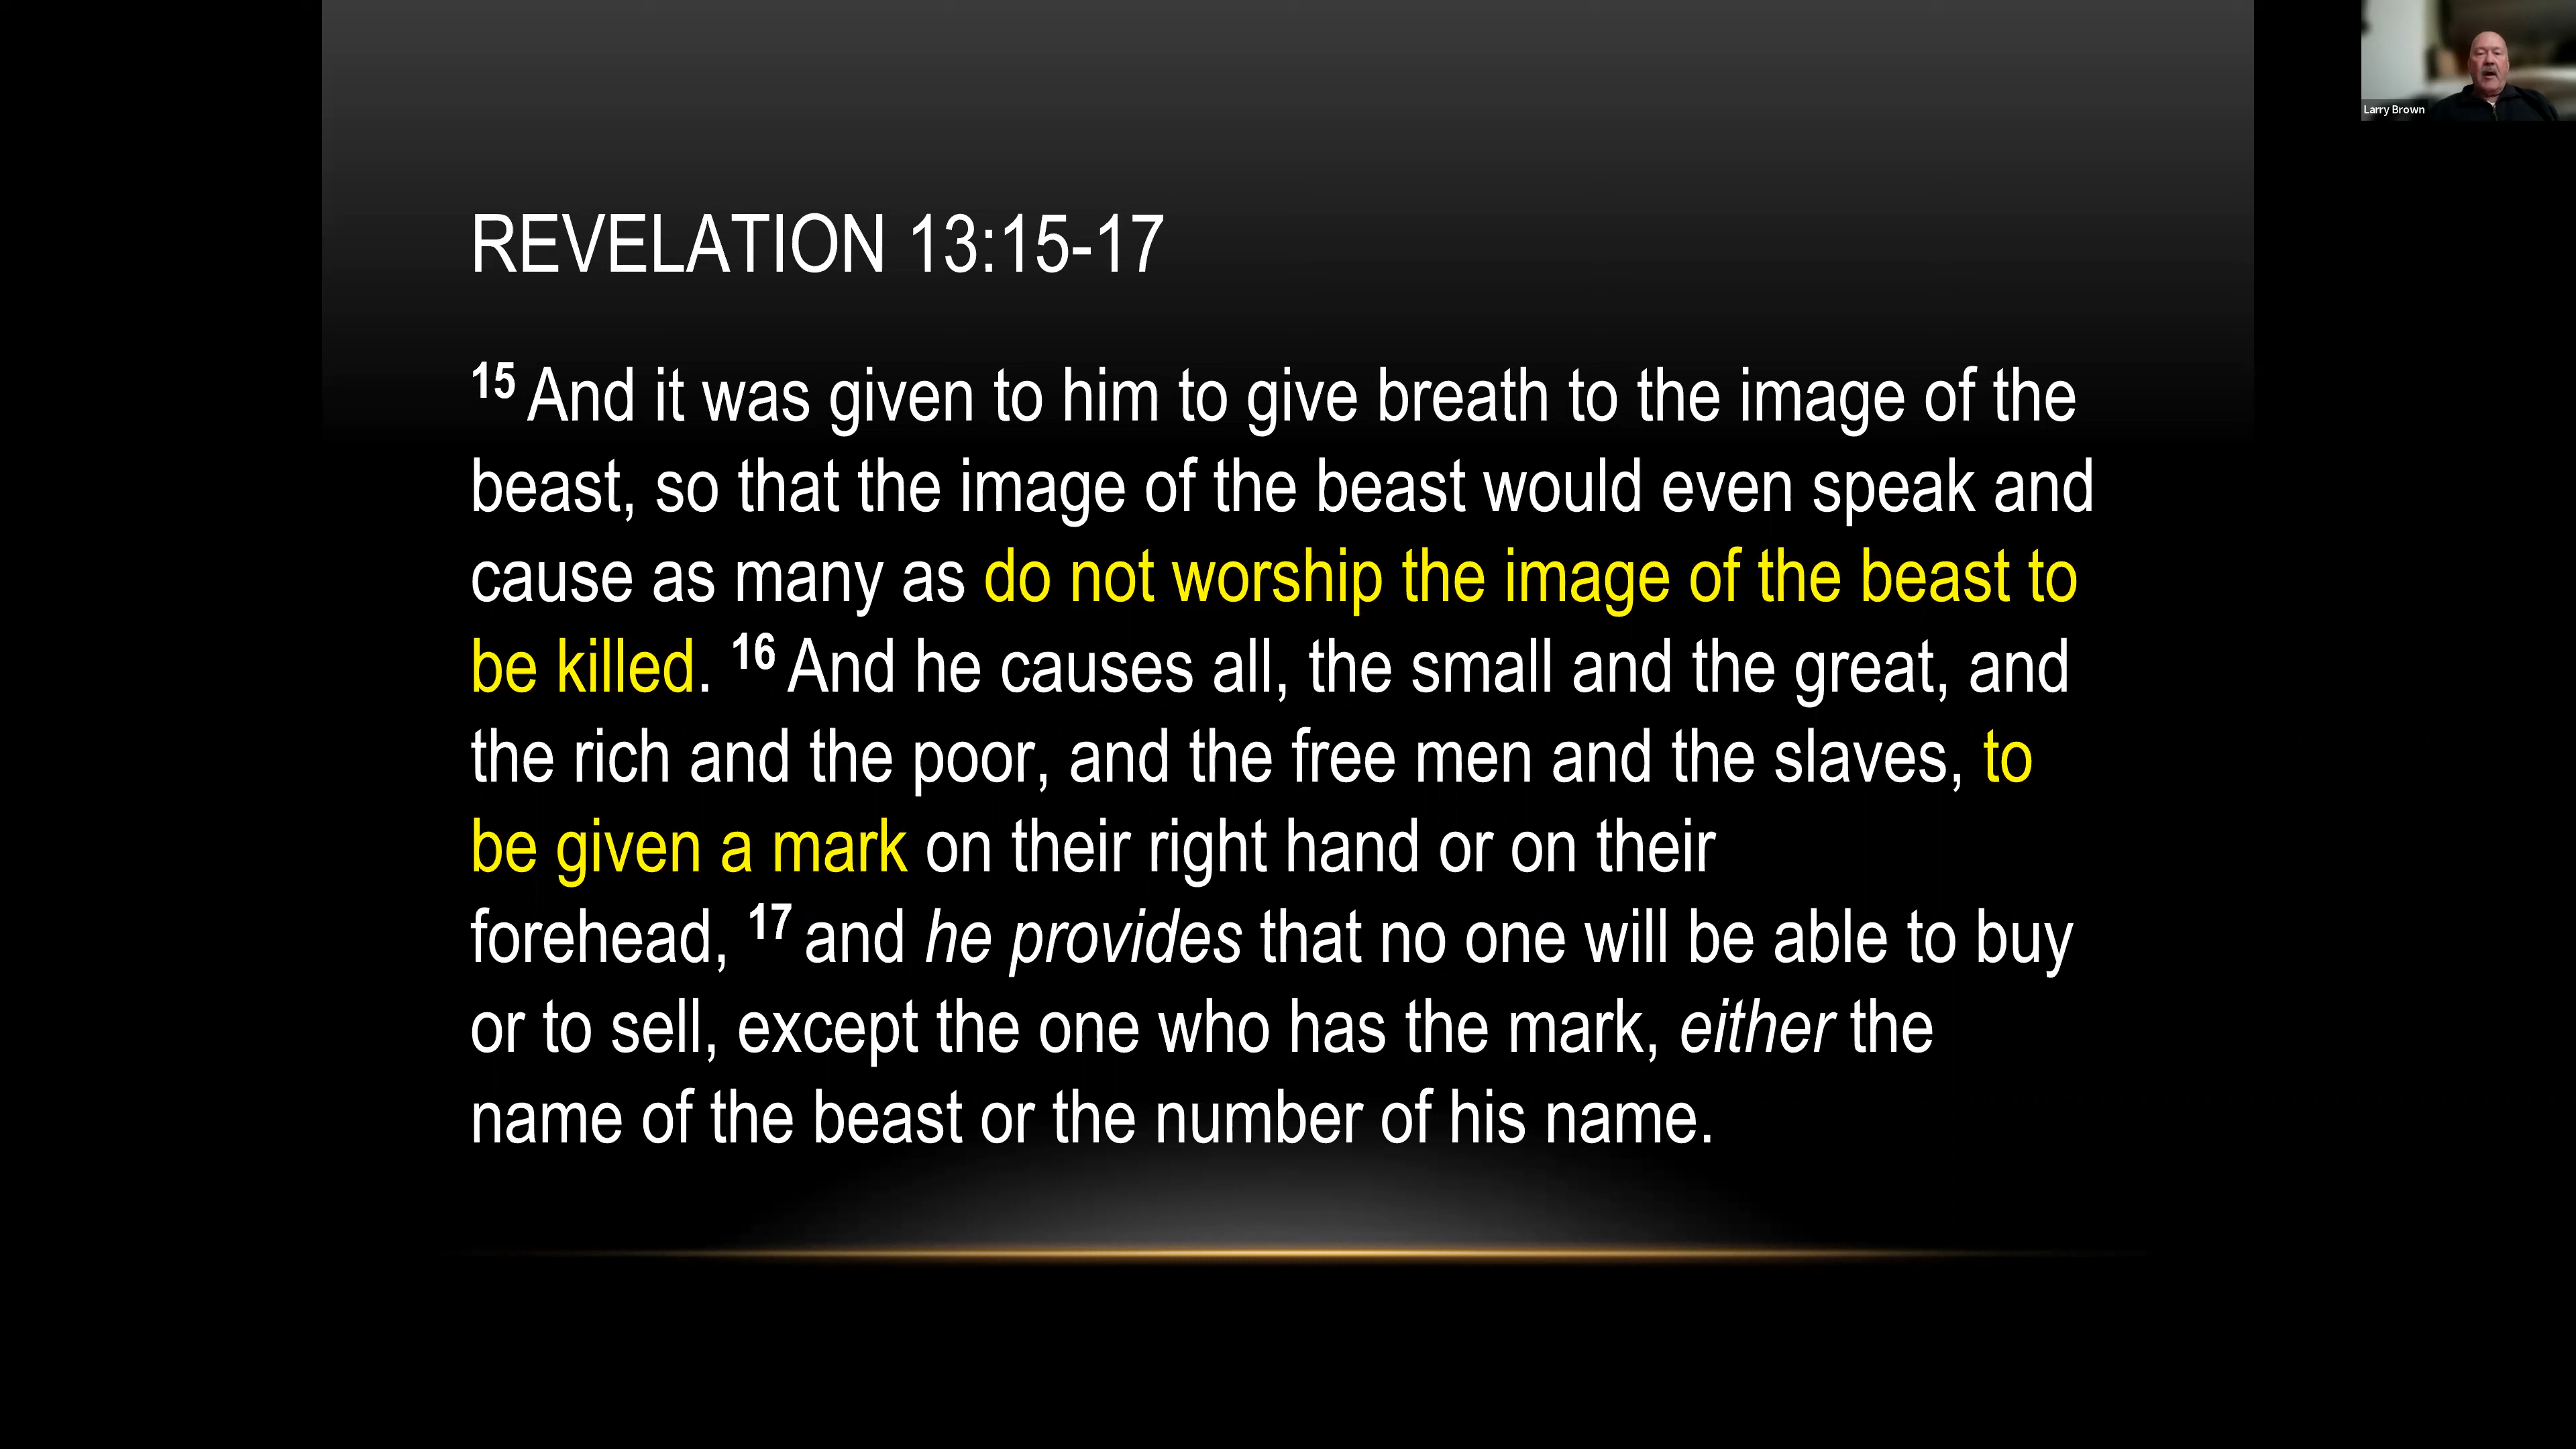 Larry Brown
REVELATION 13:15-17
15 And it was given to him to give breath to the image of the
beast, so that the image of the beast would even speak and
cause as many as do not worship the image of the beast to
be killed. 16 And he causes all, the small and the great, and
the rich and the poor, and the free men and the slaves, to
be given a mark on their right hand or on their
forehead, 17 and he provides that no one will be able to buy
or to sell, except the one who has the mark, either the
name of the beast or the number of his name.